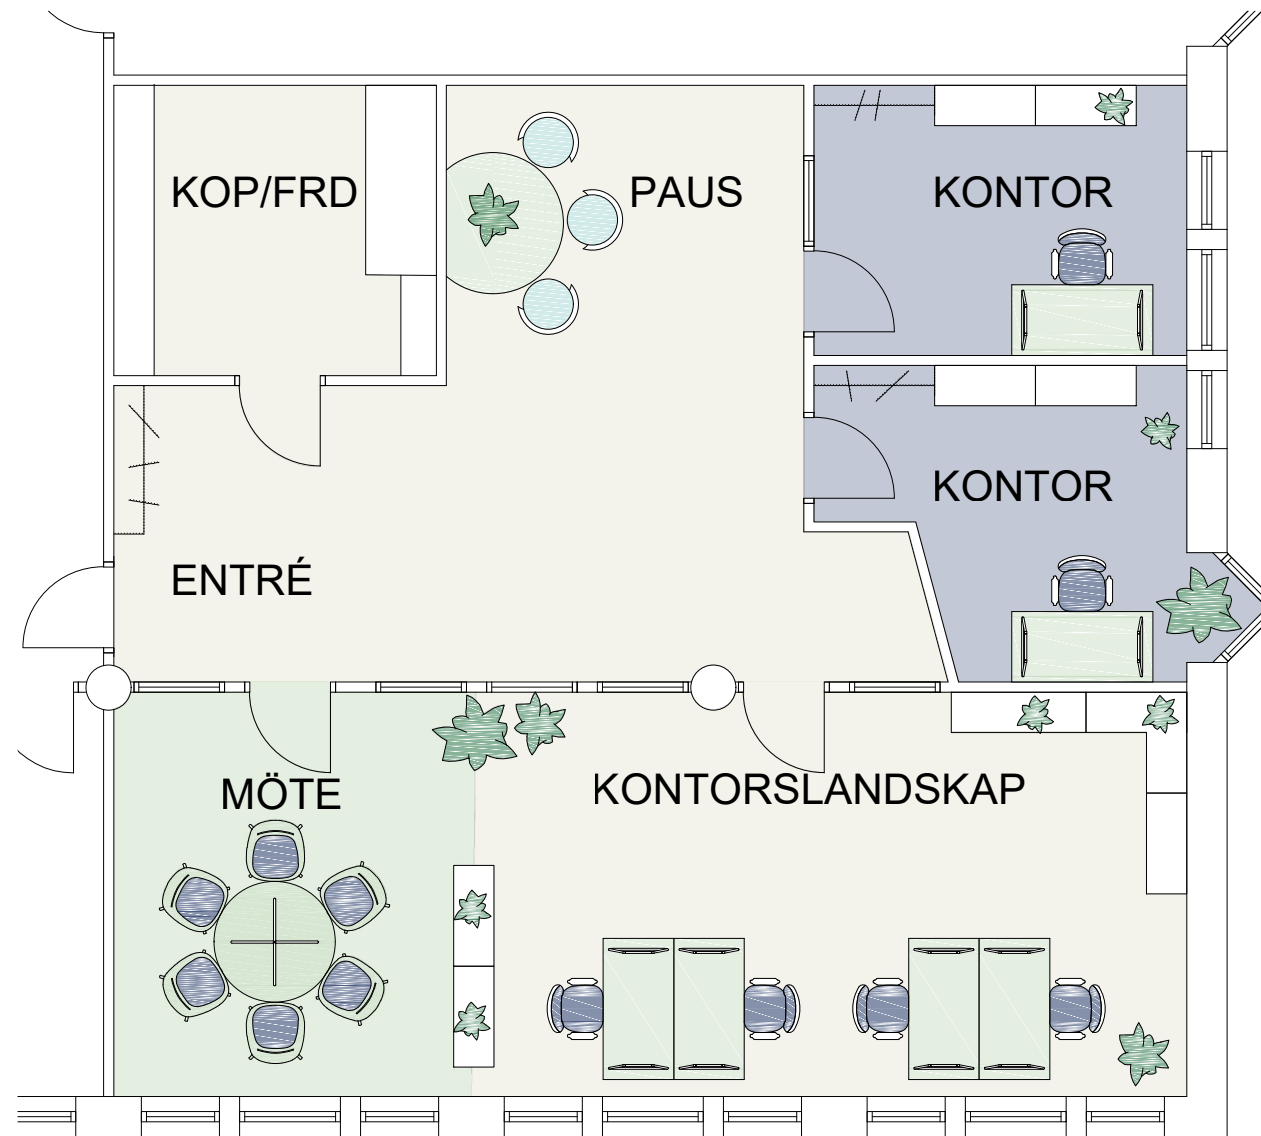 KOP/FRD
PAUS
KONTOR
KONTOR
ENTRÉ
MÖTE
KONTORSLANDSKAP